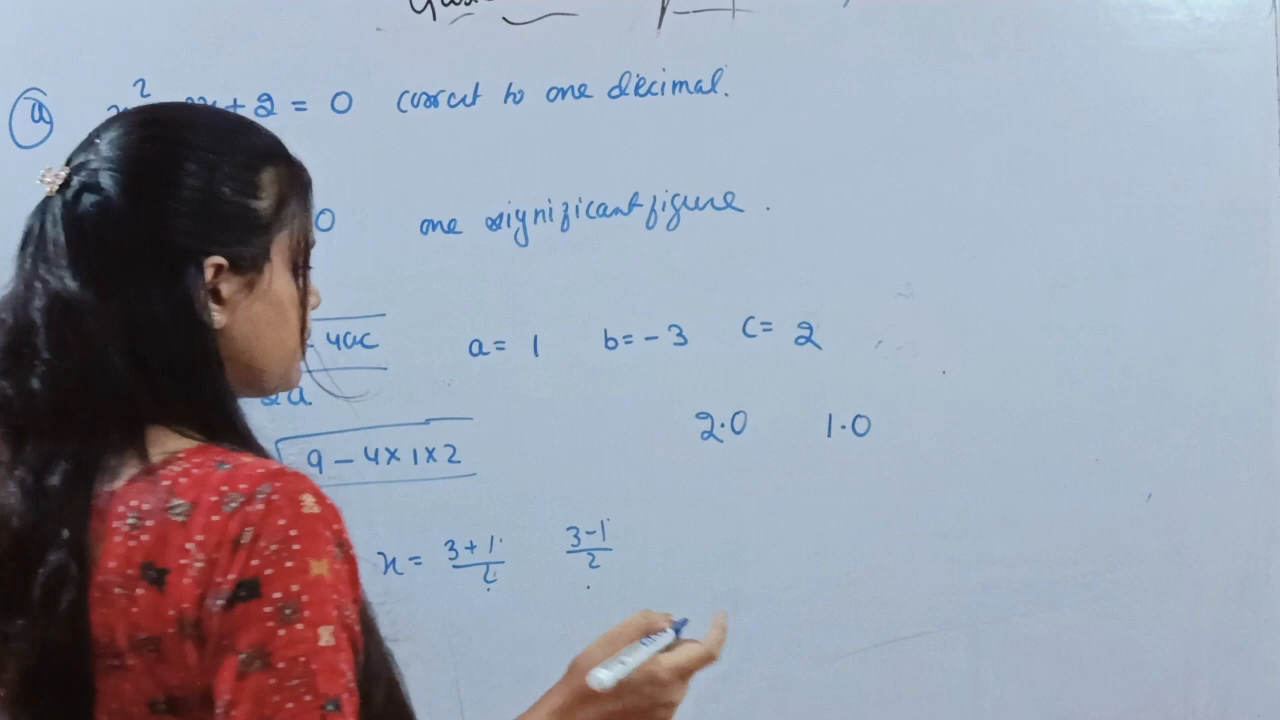 ⓐ x² - 3x + 2 = 0 correct to one decimal.
0 one significant figure.
- 4ac a = 1 b = - 3 c = 2
2a
2.0 1.0
√9 - 4 × 1 × 2
x = 3 + 1 / 2 3 - 1 / 2